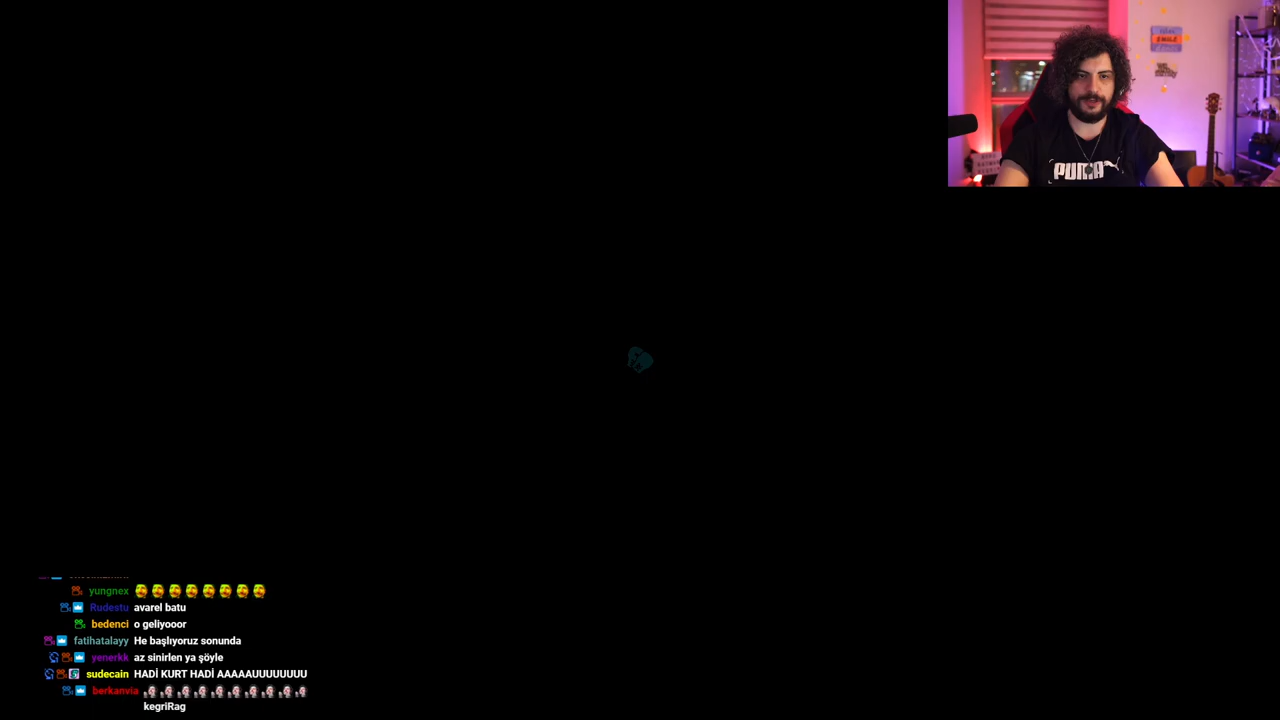 PUMA
yungnex
Rudestu avarel batu
bedenci o geliyooor
fatihatalayy He başlıyoruz sonunda
yenerkk az sinirlen ya şöyle
sudecain HADİ KURT HADİ AAAAAUUUUUUUU
berkanvia
kegriRag